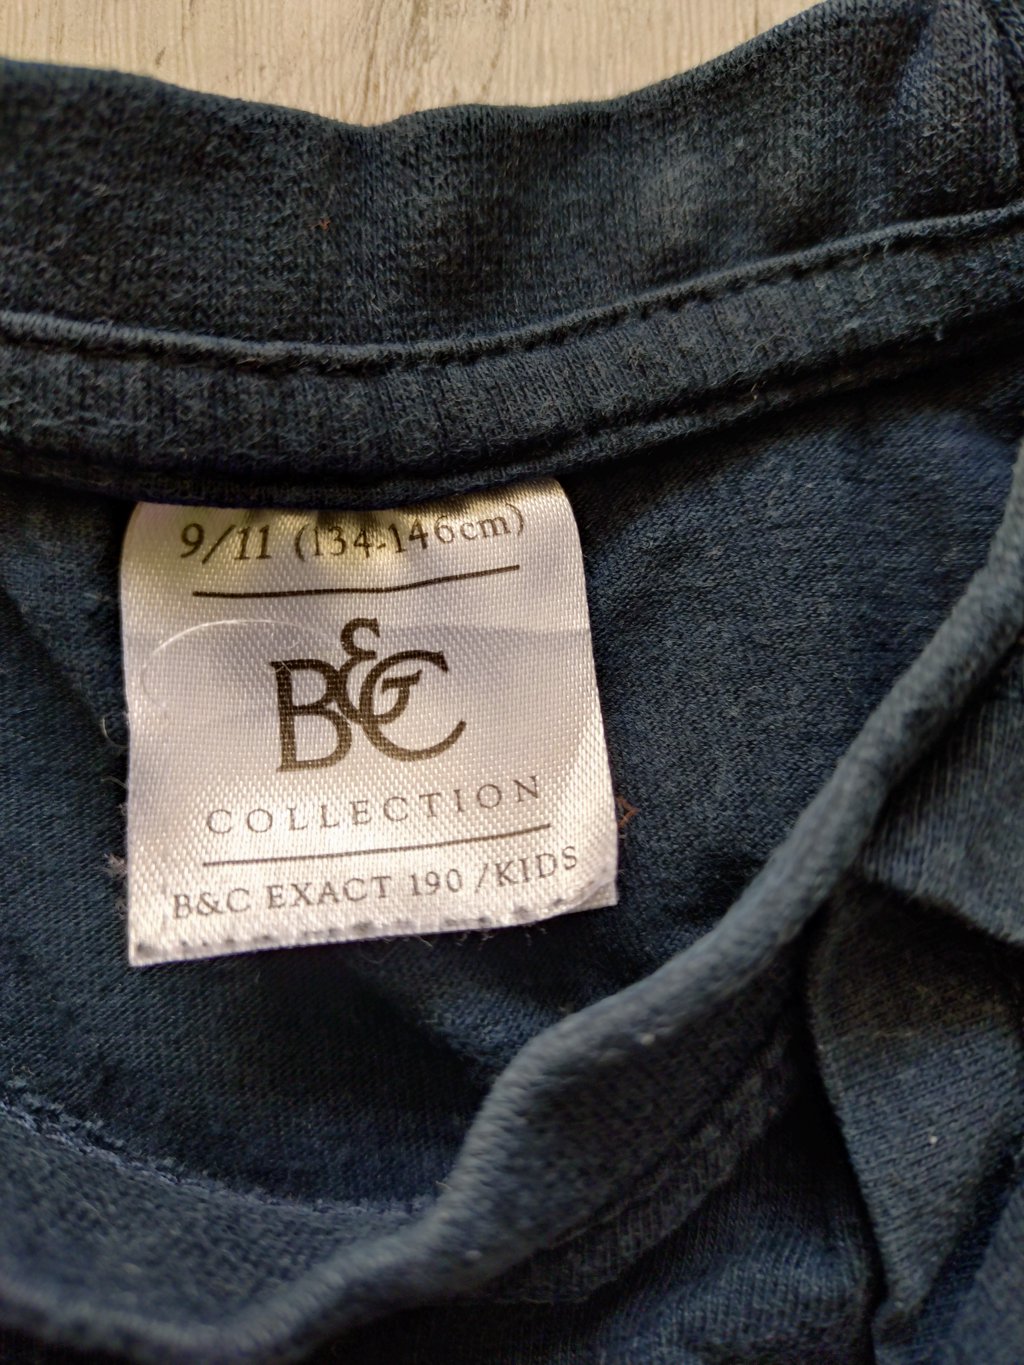 9/11 (134-146cm)
B&C
COLLECTION
B&C EXACT 190 /KIDS